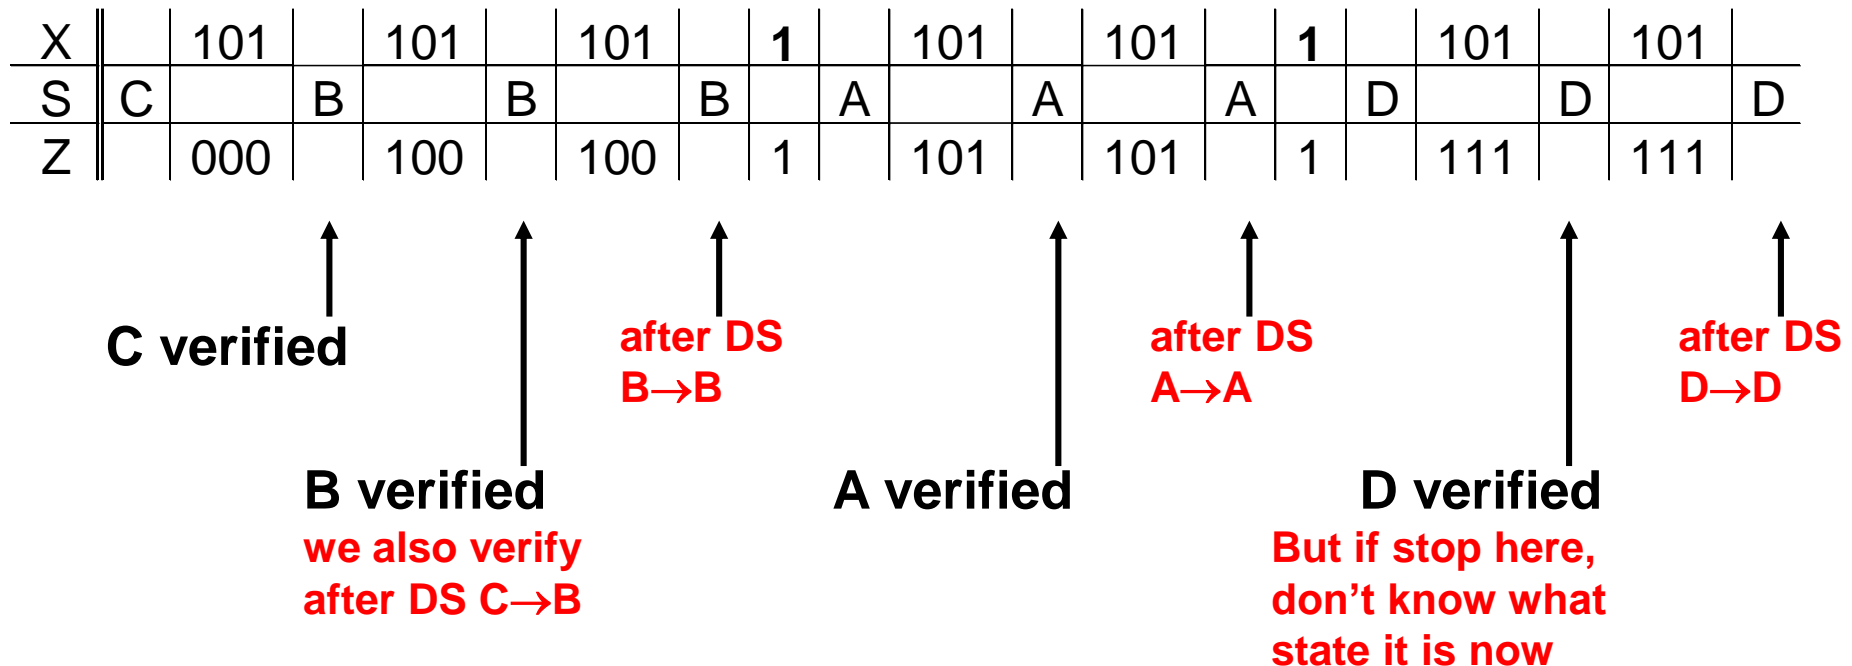 X 101 101 101 1 101 101 1 101 101
S C B B B A A A D D D
Z 000 100 100 1 101 101 1 111 111
C verified
after DS
B→B
after DS
A→A
after DS
D→D
B verified
we also verify
after DS C→B
A verified
D verified
But if stop here,
don't know what
state it is now